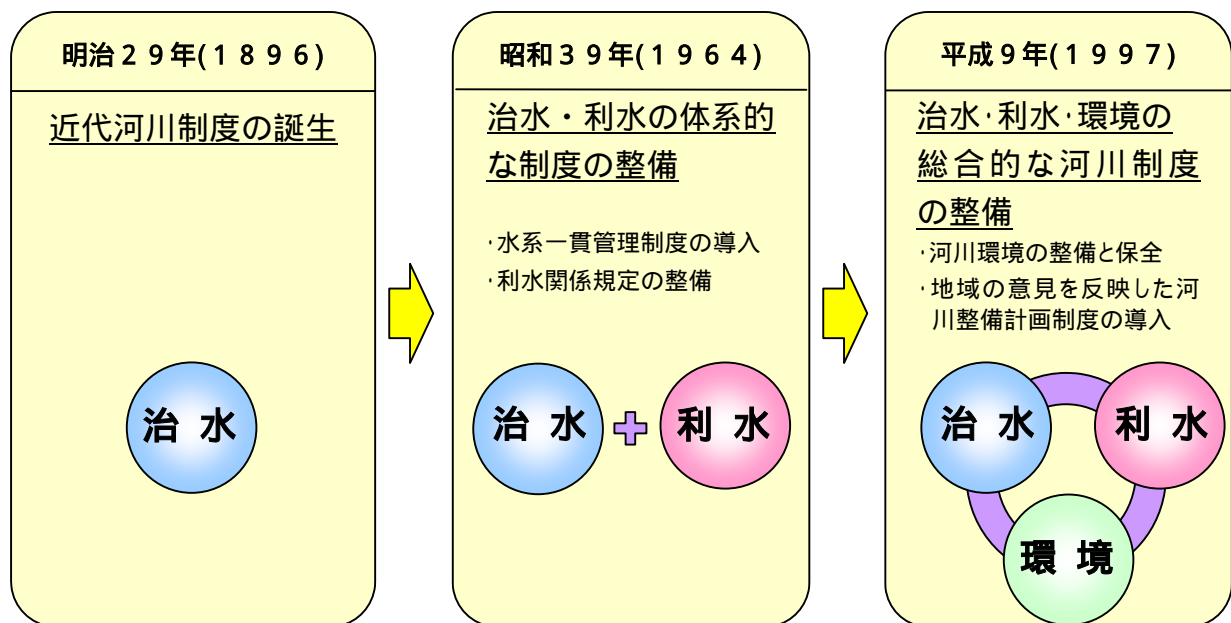 明治２９年(１８９６)
近代河川制度の誕生
治水
昭和３９年(１９６４)
治水・利水の体系的
な制度の整備
・水系一貫管理制度の導入
・利水関係規定の整備
治水
利水
平成９年(１９９７)
治水・利水・環境の
総合的な河川制度
の整備
・河川環境の整備と保全
・地域の意見を反映した河
川整備計画制度の導入
治水
利水
環境